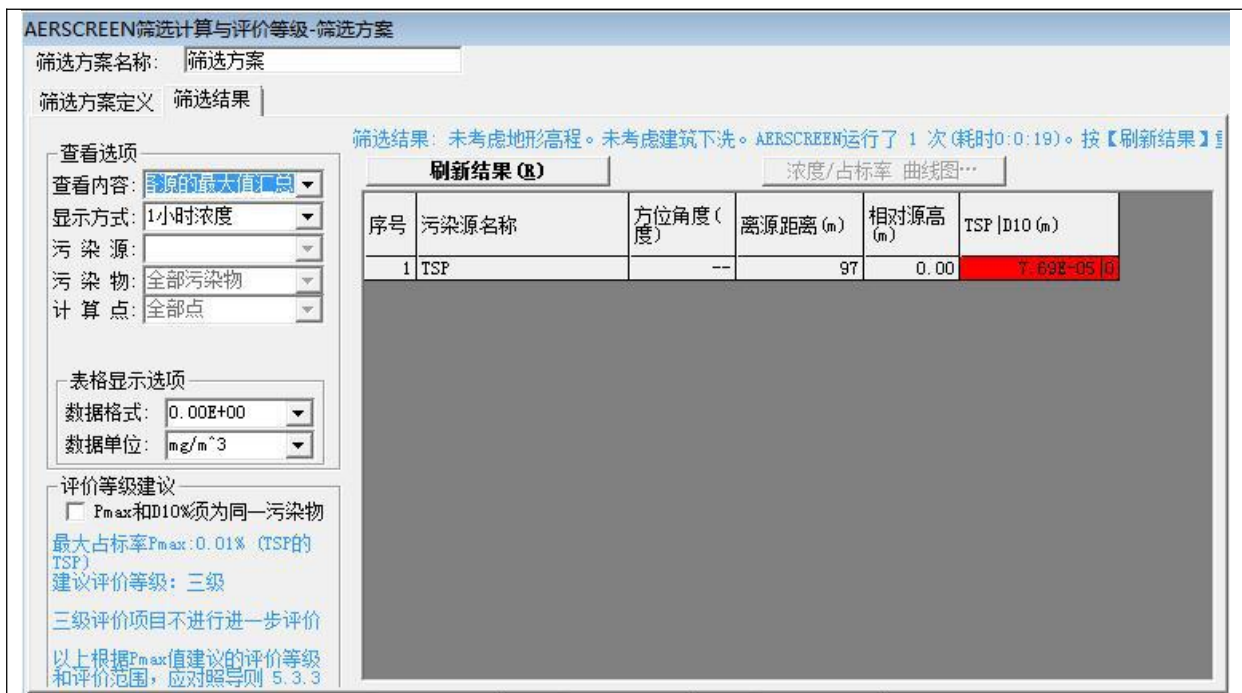 AERSCREEN筛选计算与评价等级-筛选方案
筛选方案名称: 筛选方案
筛选方案定义 筛选结果
筛选结果: 未考虑地形高程。未考虑建筑下洗。AERSCREEN运行了 1 次(耗时0:0:19)。按【刷新结果】
刷新结果(R) 浓度/占标率 曲线图…
查看选项
查看内容: 源的最大值汇总
显示方式: 1小时浓度
污 染 源:
污 染 物: 全部污染物
计 算 点: 全部点
序号 污染源名称 方位角度(度) 离源距离(m) 相对源高(m) TSP|D10(m)
1 TSP -- 97 0.00 7.69E-05|0
表格显示选项
数据格式: 0.00E+00
数据单位: mg/m^3
评价等级建议
Pmax和D10%须为同一污染物
最大占标率Pmax:0.01% (TSP的
TSP)
建议评价等级: 三级
三级评价项目不进行进一步评价
以上根据Pmax值建议的评价等级
和评价范围,应对照导则 5.3.3